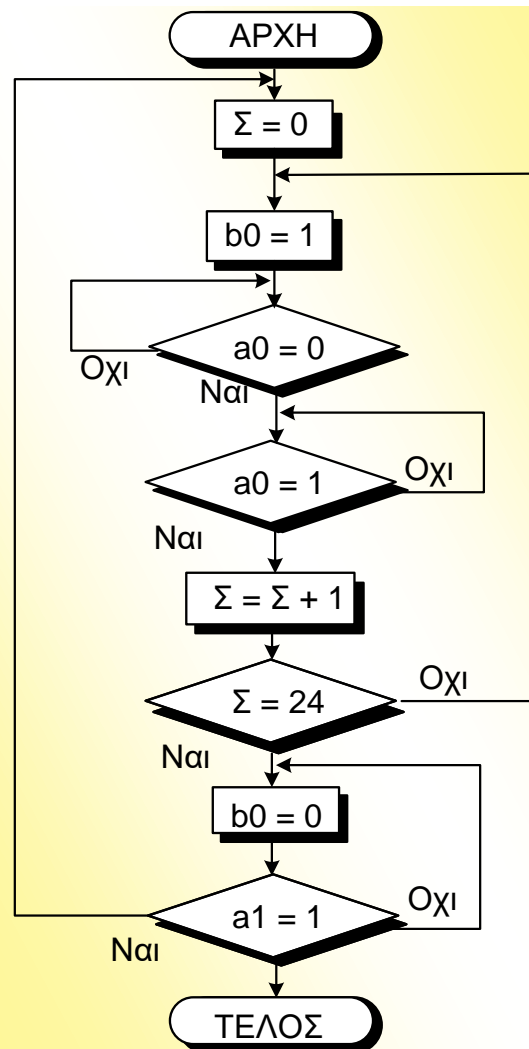 ΑΡΧΗ
Σ = 0
b0 = 1
a0 = 0
Οχι
Ναι
a0 = 1
Οχι
Ναι
Σ = Σ + 1
Σ = 24
Οχι
Ναι
b0 = 0
a1 = 1
Οχι
Ναι
ΤΕΛΟΣ